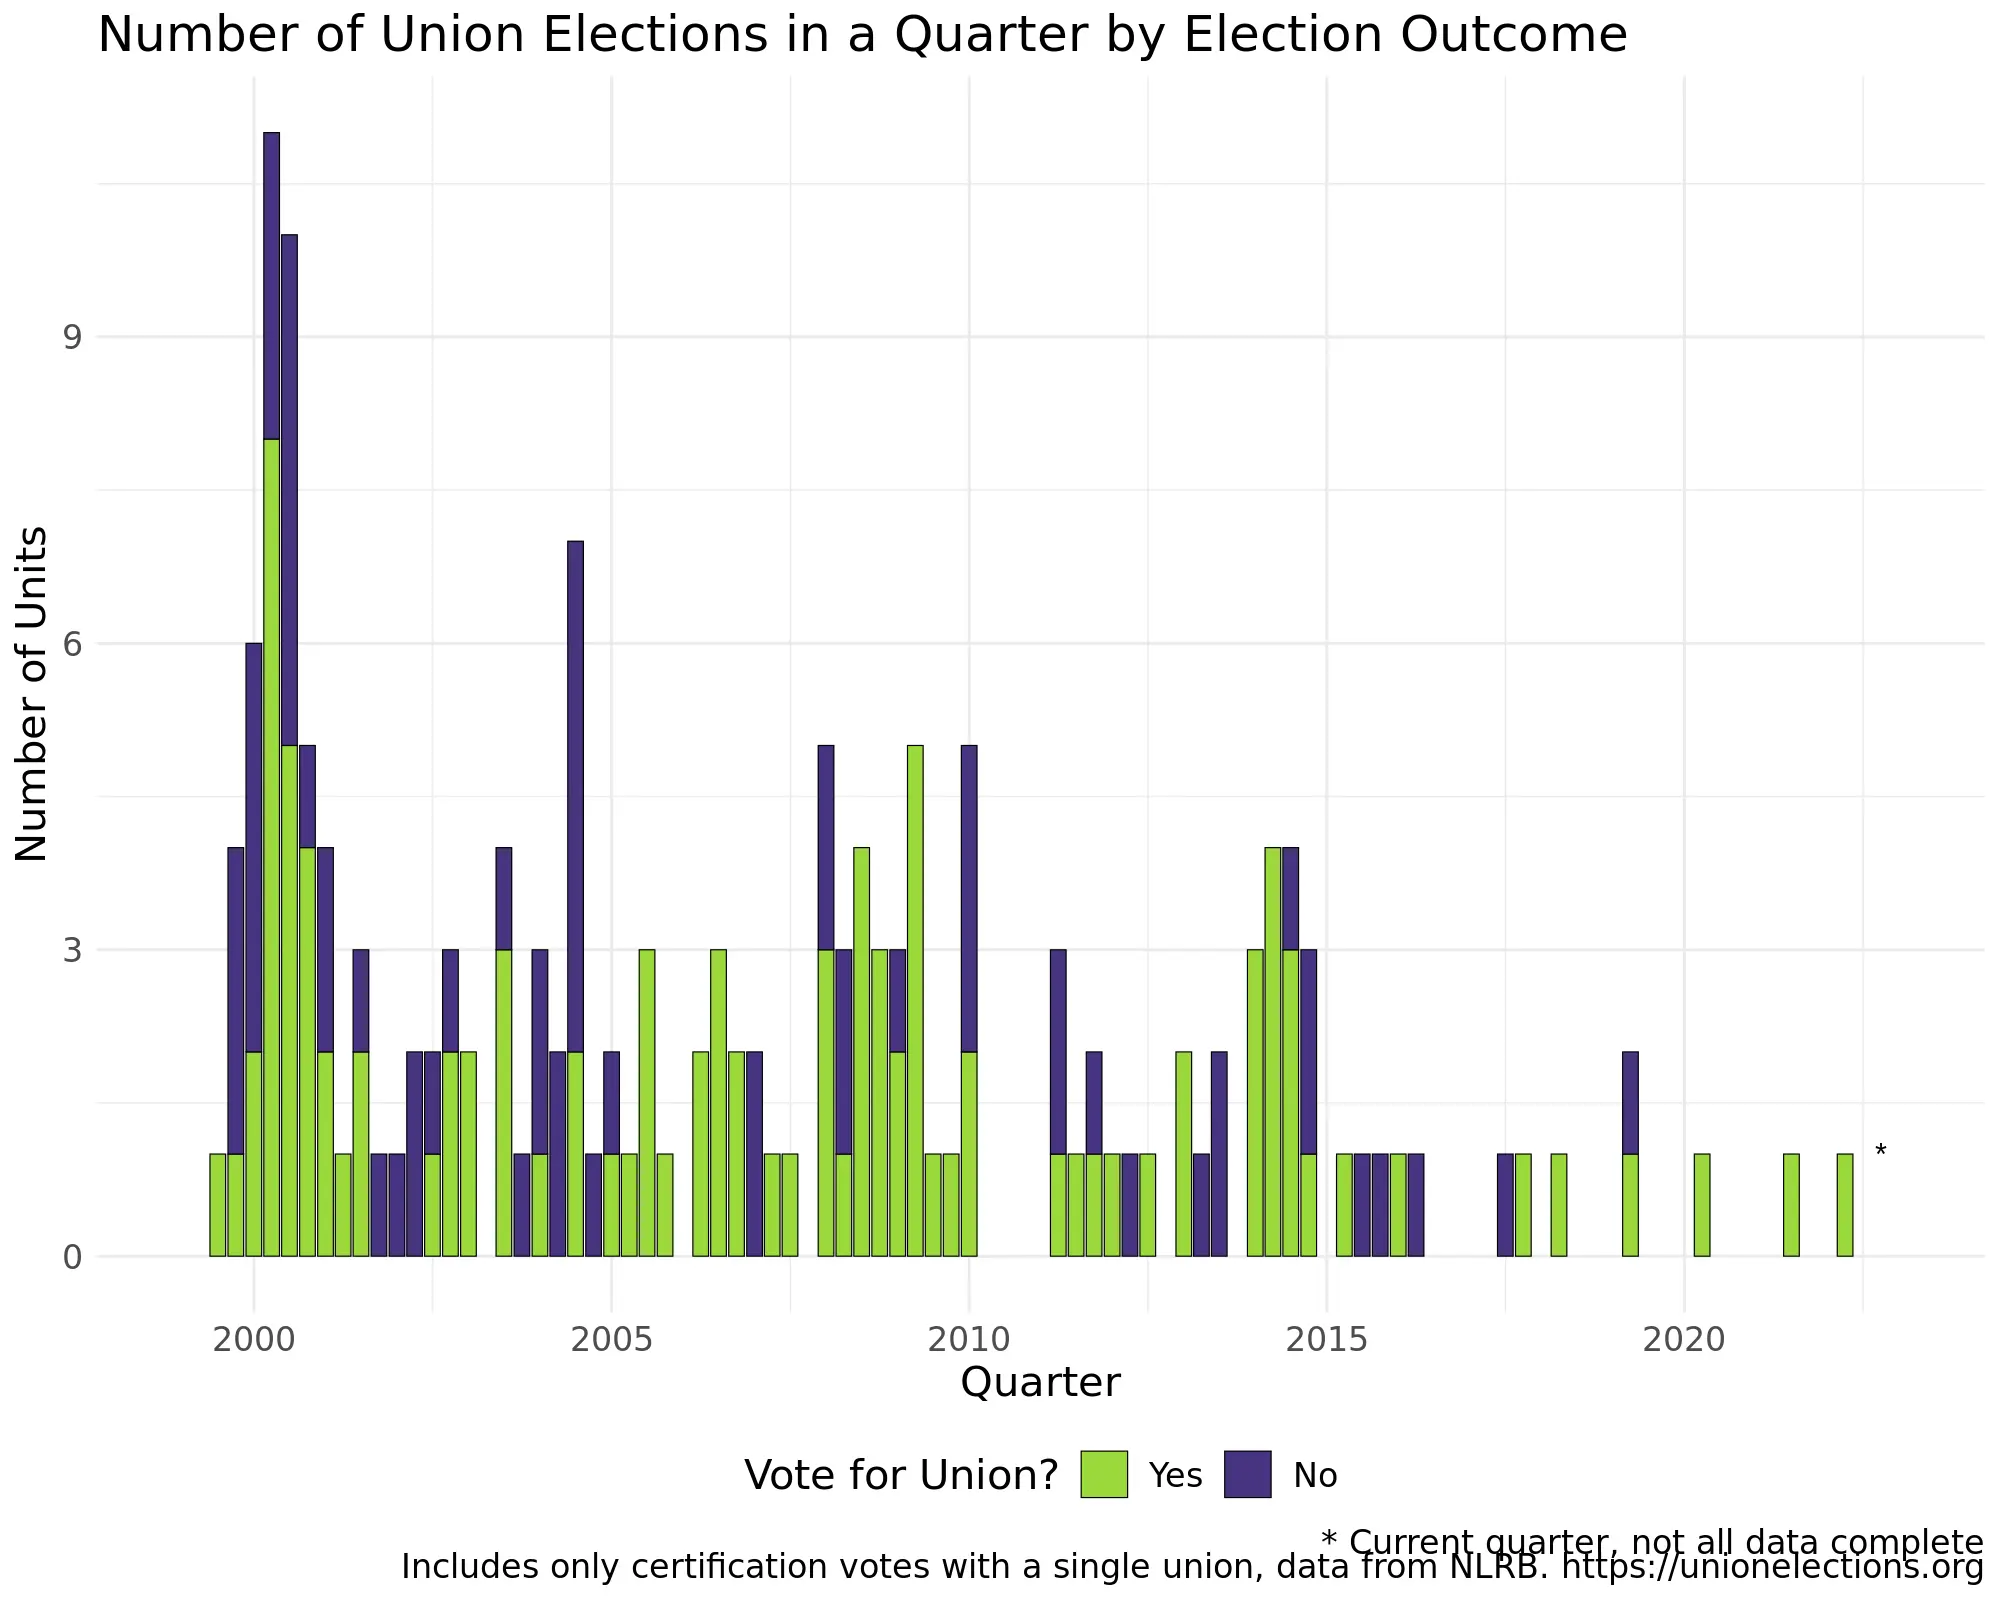 Number of Union Elections in a Quarter by Election Outcome
Number of Units
9
6
3
0
*
2000 2005 2010 2015 2020
Quarter
Vote for Union? Yes No
* Current quarter, not all data complete
Includes only certification votes with a single union, data from NLRB. https://unionelections.org